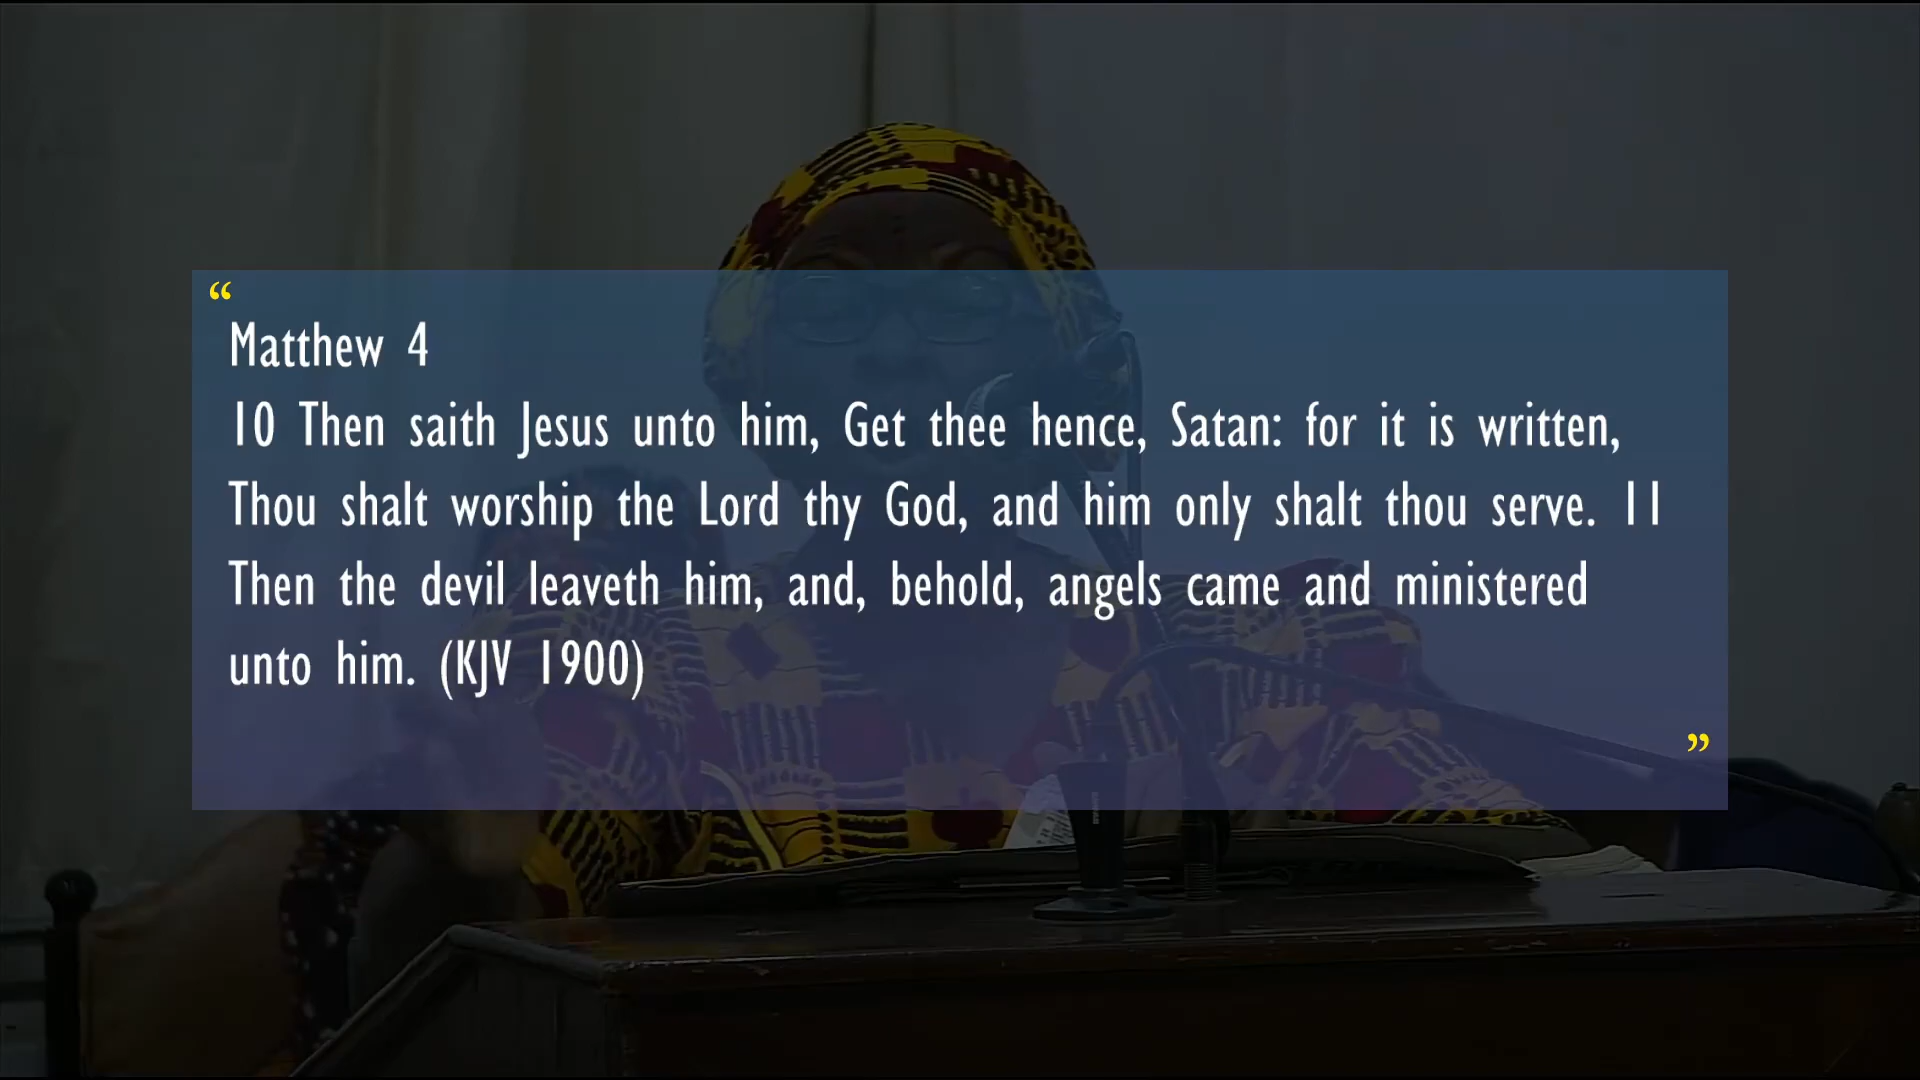 “
Matthew 4
10 Then saith Jesus unto him, Get thee hence, Satan: for it is written,
Thou shalt worship the Lord thy God, and him only shalt thou serve. 11
Then the devil leaveth him, and, behold, angels came and ministered
unto him. (KJV 1900)
”